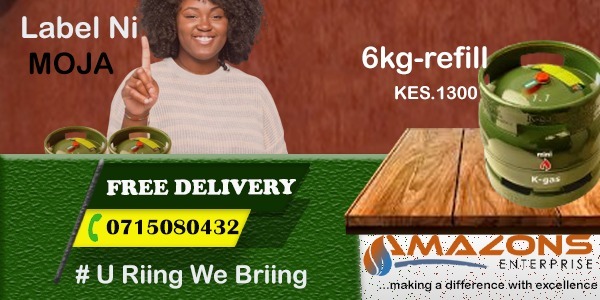 Label Ni
MOJA
6kg-refill
KES.1300
mini
K-gas
FREE DELIVERY
0715080432
# U Riing We Briing
AMAZONS
ENTERPRISE
...making a difference with excellence